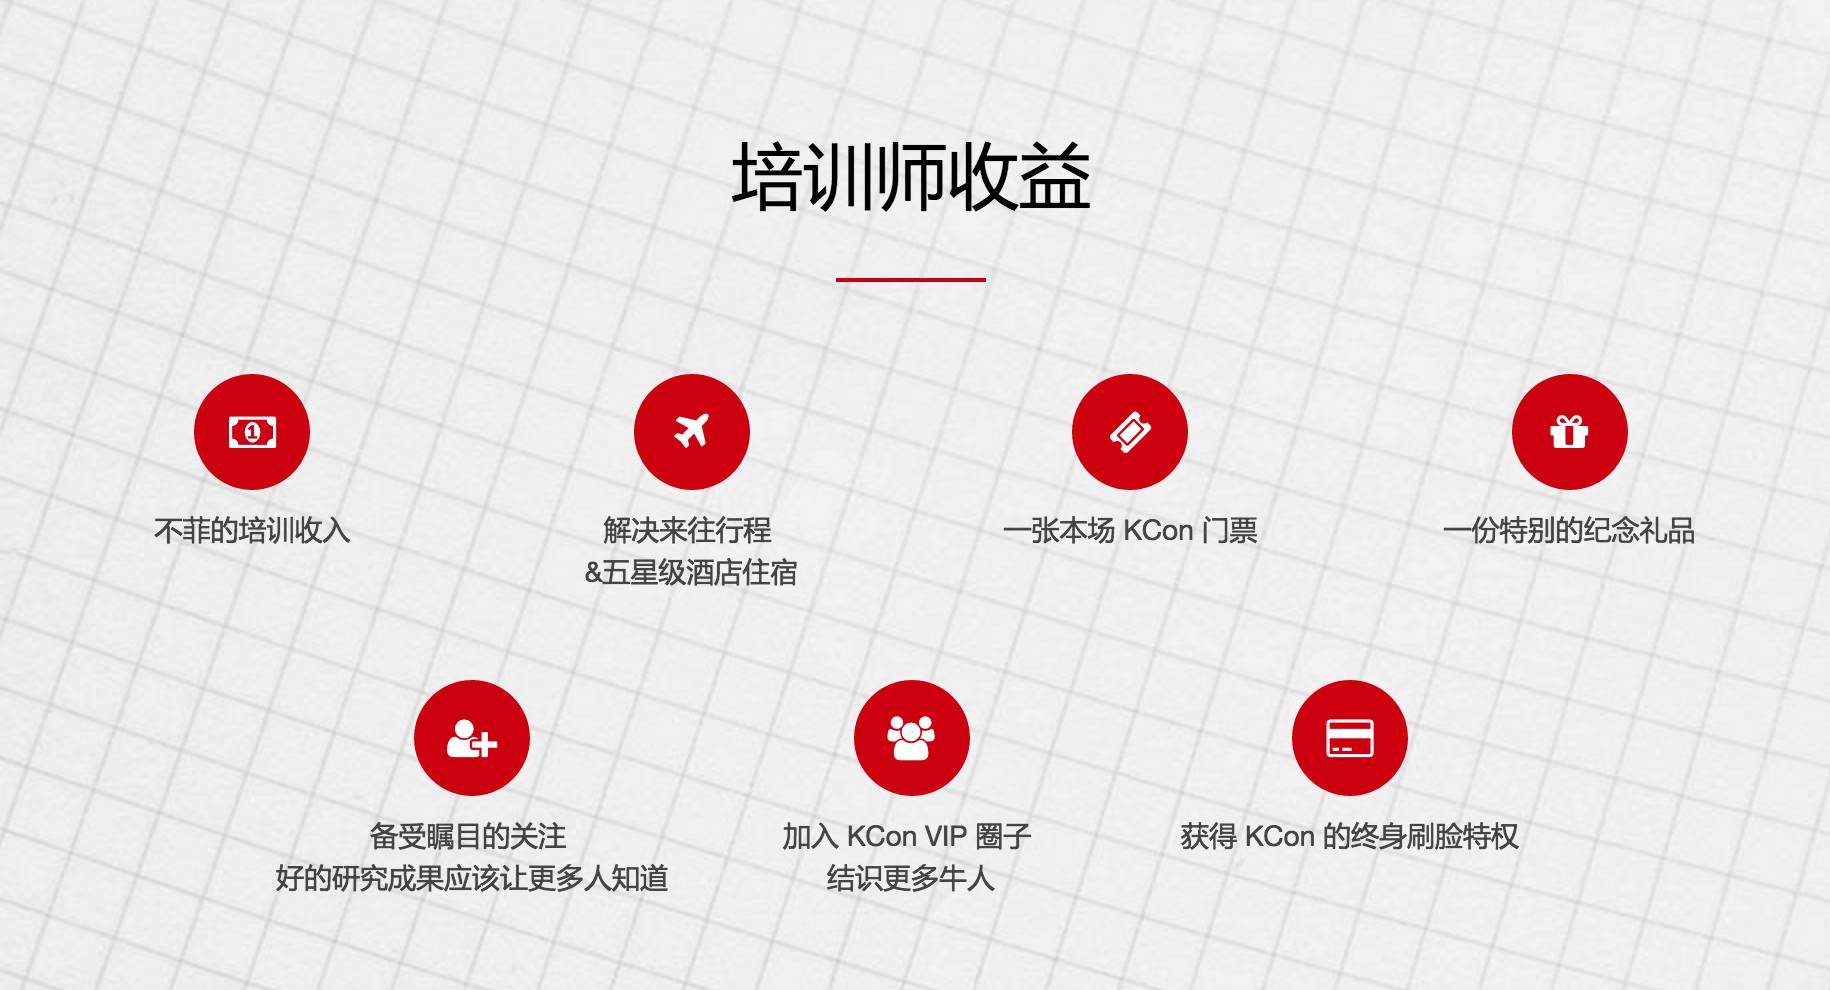 培训师收益
不菲的培训收入
解决来往行程
&五星级酒店住宿
一张本场 KCon 门票
一份特别的纪念礼品
备受瞩目的关注
好的研究成果应该让更多人知道
加入 KCon VIP 圈子
结识更多牛人
获得 KCon 的终身刷脸特权